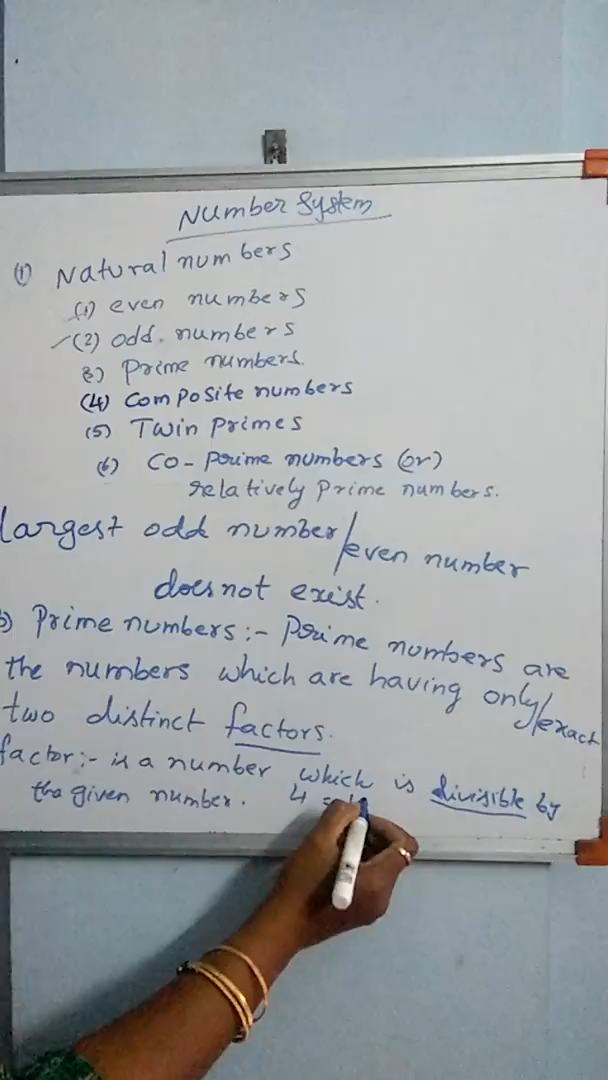 Number System
(1) Natural numbers
(1) even numbers
(2) odd. numbers
3) Prime numbers.
(4) Composite numbers
(5) Twin primes
(6) Co-prime numbers (or)
relatively prime numbers.
largest odd number/even number
does not exist.
3) Prime numbers:- Prime numbers are
the numbers which are having only/exact
two distinct factors.
factor:- is a number which is divisible by
the given number. 4